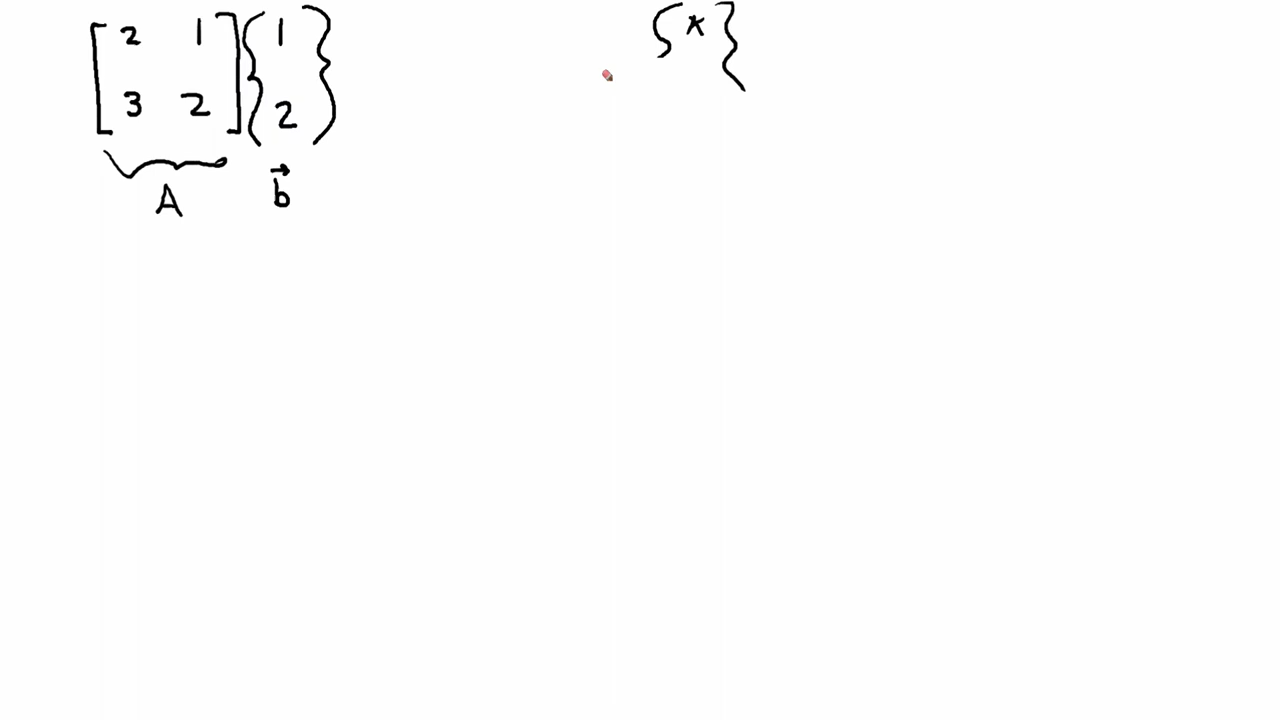 [2 1] {1} {*}
[3 2] {2}
A b⃗